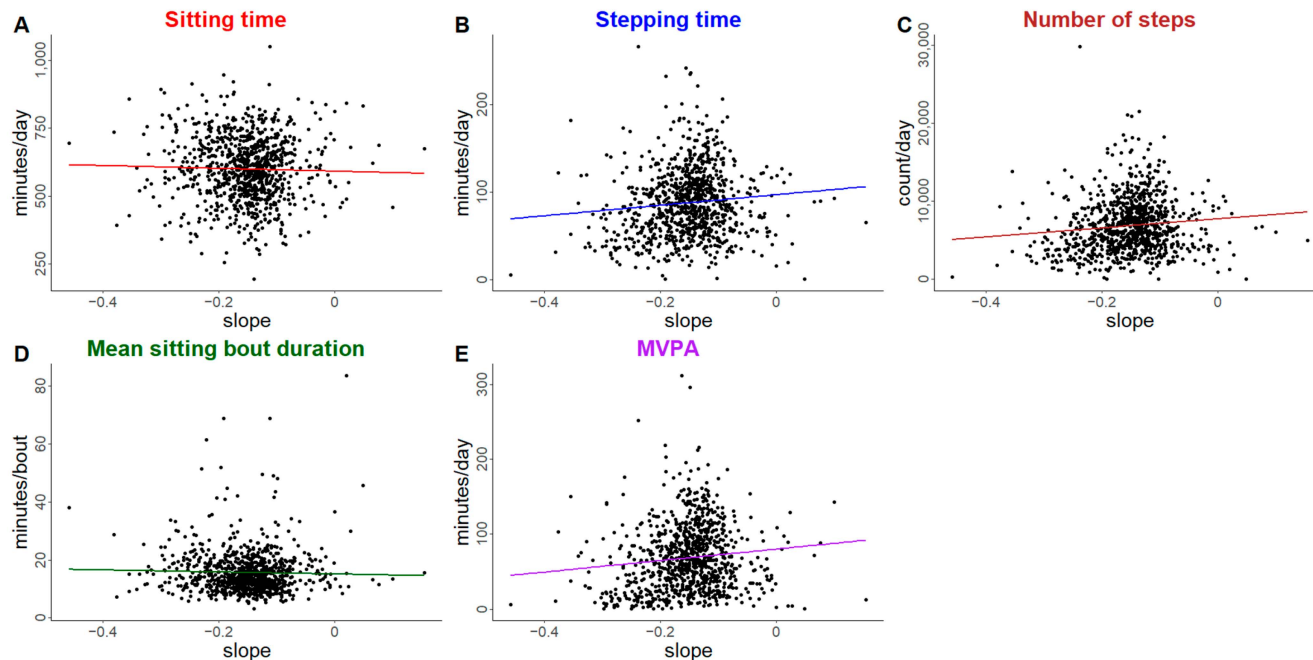 A Sitting time
minutes/day
1,000
750
500
250
−0.4 −0.2 0
slope
B Stepping time
minutes/day
200
100
0
−0.4 −0.2 0
slope
C Number of steps
count/day
30,000
20,000
10,000
0
−0.4 −0.2 0
slope
D Mean sitting bout duration
minutes/bout
80
60
40
20
0
−0.4 −0.2 0
slope
E MVPA
minutes/day
300
200
100
0
−0.4 −0.2 0
slope